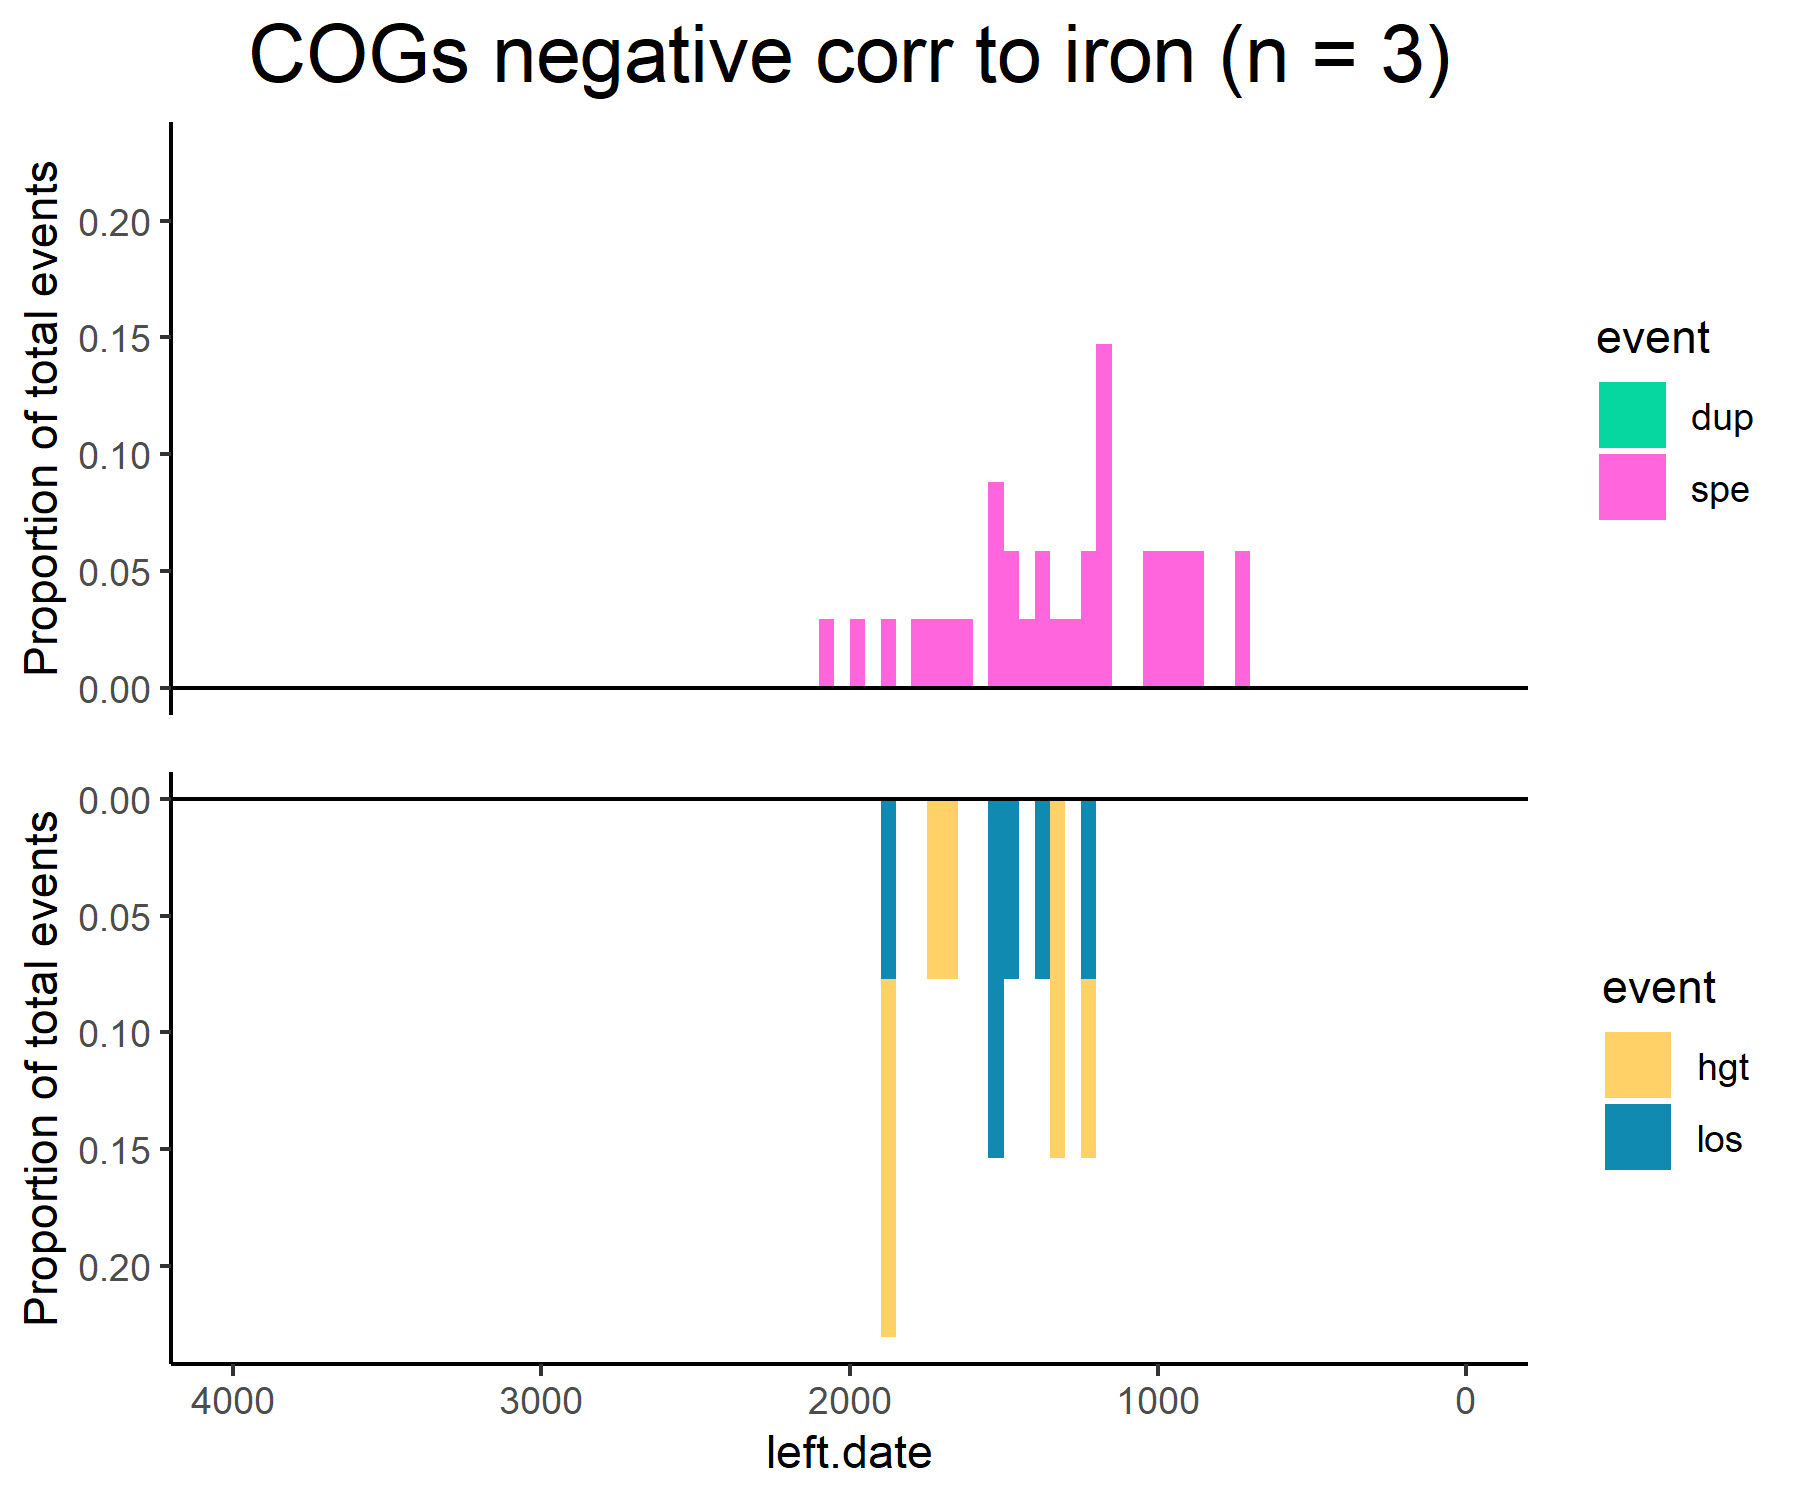 COGs negative corr to iron (n = 3)
Proportion of total events
0.20
0.15
0.10
0.05
0.00
event
dup
spe
Proportion of total events
0.00
0.05
0.10
0.15
0.20
event
hgt
los
4000 3000 2000 1000 0
left.date